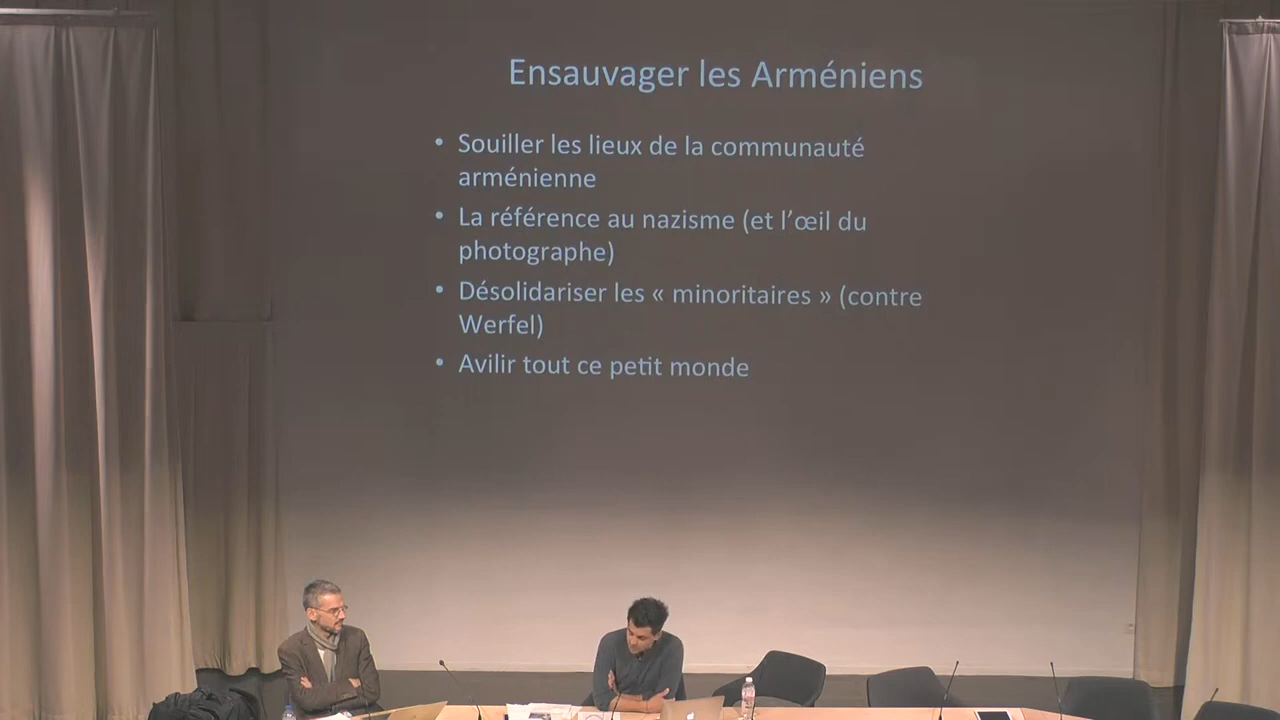 Ensauvager les Arméniens
• Souiller les lieux de la communauté
arménienne
• La référence au nazisme (et l’œil du
photographe)
• Désolidariser les « minoritaires » (contre
Werfel)
• Avilir tout ce petit monde